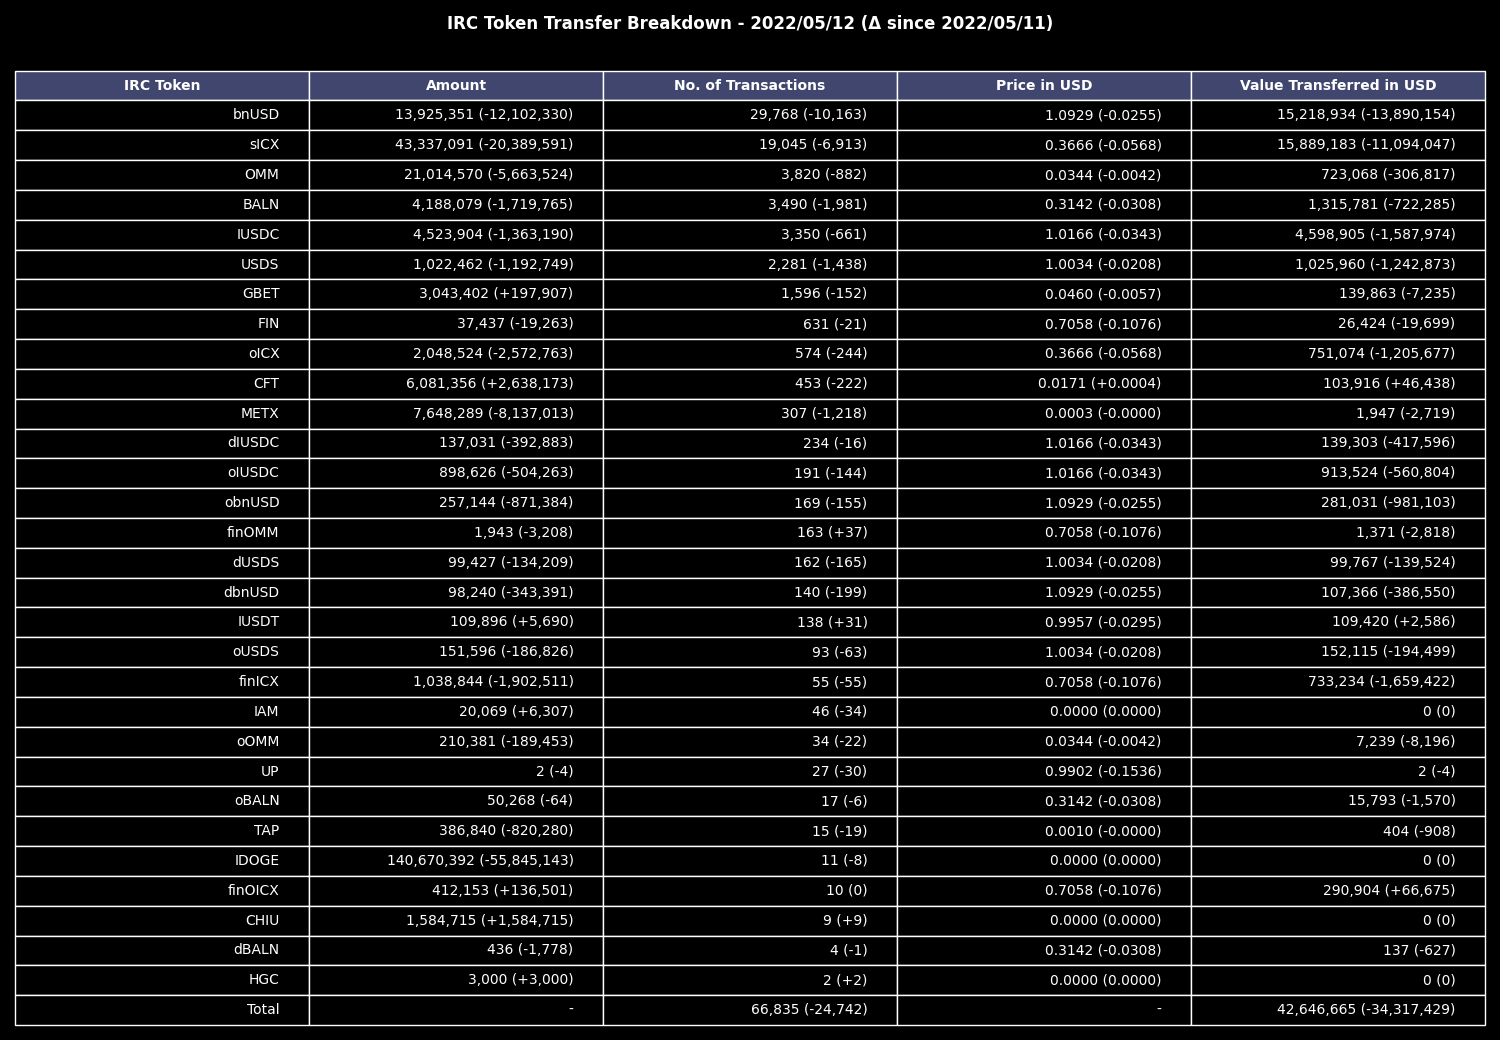 IRC Token Transfer Breakdown - 2022/05/12 (Δ since 2022/05/11)
IRC Token Amount No. of Transactions Price in USD Value Transferred in USD
bnUSD 13,925,351 (-12,102,330) 29,768 (-10,163) 1.0929 (-0.0255) 15,218,934 (-13,890,154)
sICX 43,337,091 (-20,389,591) 19,045 (-6,913) 0.3666 (-0.0568) 15,889,183 (-11,094,047)
OMM 21,014,570 (-5,663,524) 3,820 (-882) 0.0344 (-0.0042) 723,068 (-306,817)
BALN 4,188,079 (-1,719,765) 3,490 (-1,981) 0.3142 (-0.0308) 1,315,781 (-722,285)
IUSDC 4,523,904 (-1,363,190) 3,350 (-661) 1.0166 (-0.0343) 4,598,905 (-1,587,974)
USDS 1,022,462 (-1,192,749) 2,281 (-1,438) 1.0034 (-0.0208) 1,025,960 (-1,242,873)
GBET 3,043,402 (+197,907) 1,596 (-152) 0.0460 (-0.0057) 139,863 (-7,235)
FIN 37,437 (-19,263) 631 (-21) 0.7058 (-0.1076) 26,424 (-19,699)
oICX 2,048,524 (-2,572,763) 574 (-244) 0.3666 (-0.0568) 751,074 (-1,205,677)
CFT 6,081,356 (+2,638,173) 453 (-222) 0.0171 (+0.0004) 103,916 (+46,438)
METX 7,648,289 (-8,137,013) 307 (-1,218) 0.0003 (-0.0000) 1,947 (-2,719)
dIUSDC 137,031 (-392,883) 234 (-16) 1.0166 (-0.0343) 139,303 (-417,596)
oIUSDC 898,626 (-504,263) 191 (-144) 1.0166 (-0.0343) 913,524 (-560,804)
obnUSD 257,144 (-871,384) 169 (-155) 1.0929 (-0.0255) 281,031 (-981,103)
finOMM 1,943 (-3,208) 163 (+37) 0.7058 (-0.1076) 1,371 (-2,818)
dUSDS 99,427 (-134,209) 162 (-165) 1.0034 (-0.0208) 99,767 (-139,524)
dbnUSD 98,240 (-343,391) 140 (-199) 1.0929 (-0.0255) 107,366 (-386,550)
IUSDT 109,896 (+5,690) 138 (+31) 0.9957 (-0.0295) 109,420 (+2,586)
oUSDS 151,596 (-186,826) 93 (-63) 1.0034 (-0.0208) 152,115 (-194,499)
finICX 1,038,844 (-1,902,511) 55 (-55) 0.7058 (-0.1076) 733,234 (-1,659,422)
IAM 20,069 (+6,307) 46 (-34) 0.0000 (0.0000) 0 (0)
oOMM 210,381 (-189,453) 34 (-22) 0.0344 (-0.0042) 7,239 (-8,196)
UP 2 (-4) 27 (-30) 0.9902 (-0.1536) 2 (-4)
oBALN 50,268 (-64) 17 (-6) 0.3142 (-0.0308) 15,793 (-1,570)
TAP 386,840 (-820,280) 15 (-19) 0.0010 (-0.0000) 404 (-908)
IDOGE 140,670,392 (-55,845,143) 11 (-8) 0.0000 (0.0000) 0 (0)
finOICX 412,153 (+136,501) 10 (0) 0.7058 (-0.1076) 290,904 (+66,675)
CHIU 1,584,715 (+1,584,715) 9 (+9) 0.0000 (0.0000) 0 (0)
dBALN 436 (-1,778) 4 (-1) 0.3142 (-0.0308) 137 (-627)
HGC 3,000 (+3,000) 2 (+2) 0.0000 (0.0000) 0 (0)
Total - 66,835 (-24,742) - 42,646,665 (-34,317,429)